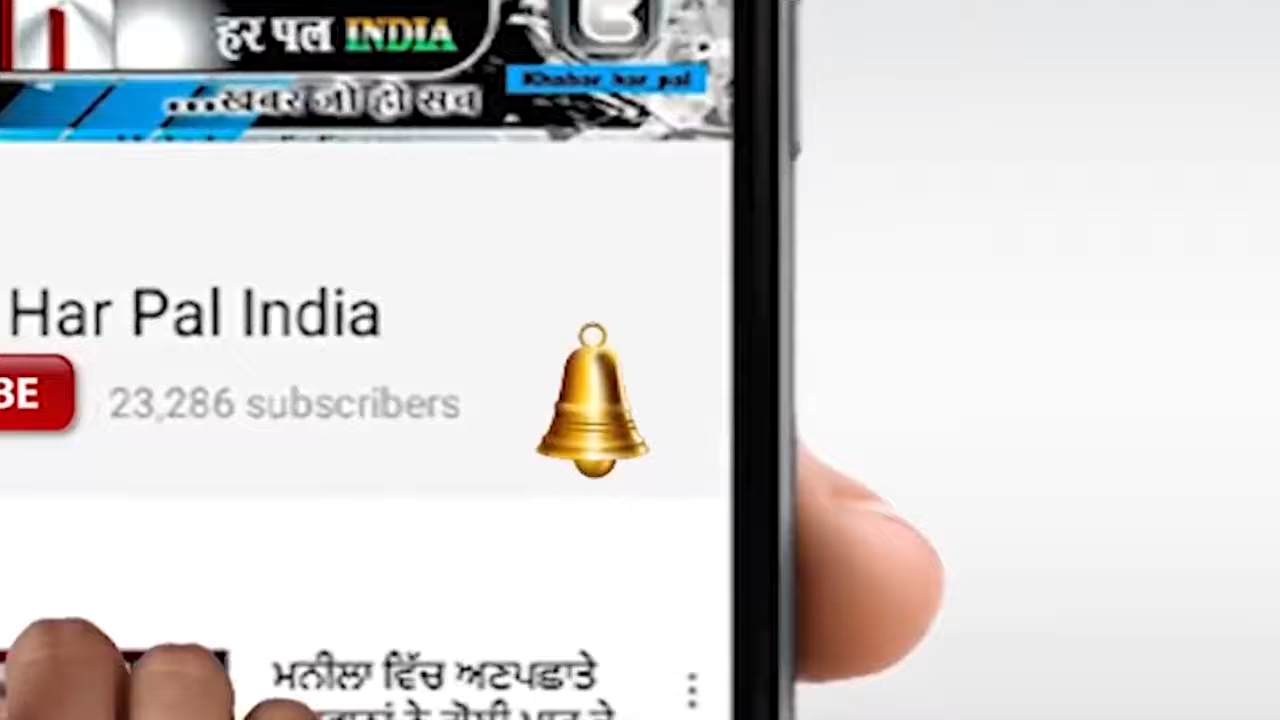 हर पल INDIA
Khabar har pal
...खबर जो हो सच
Har Pal India
BE
23,286 subscribers
ਮਨੀਲਾ ਵਿੱਚ ਅਣਪਛਾਤੇ